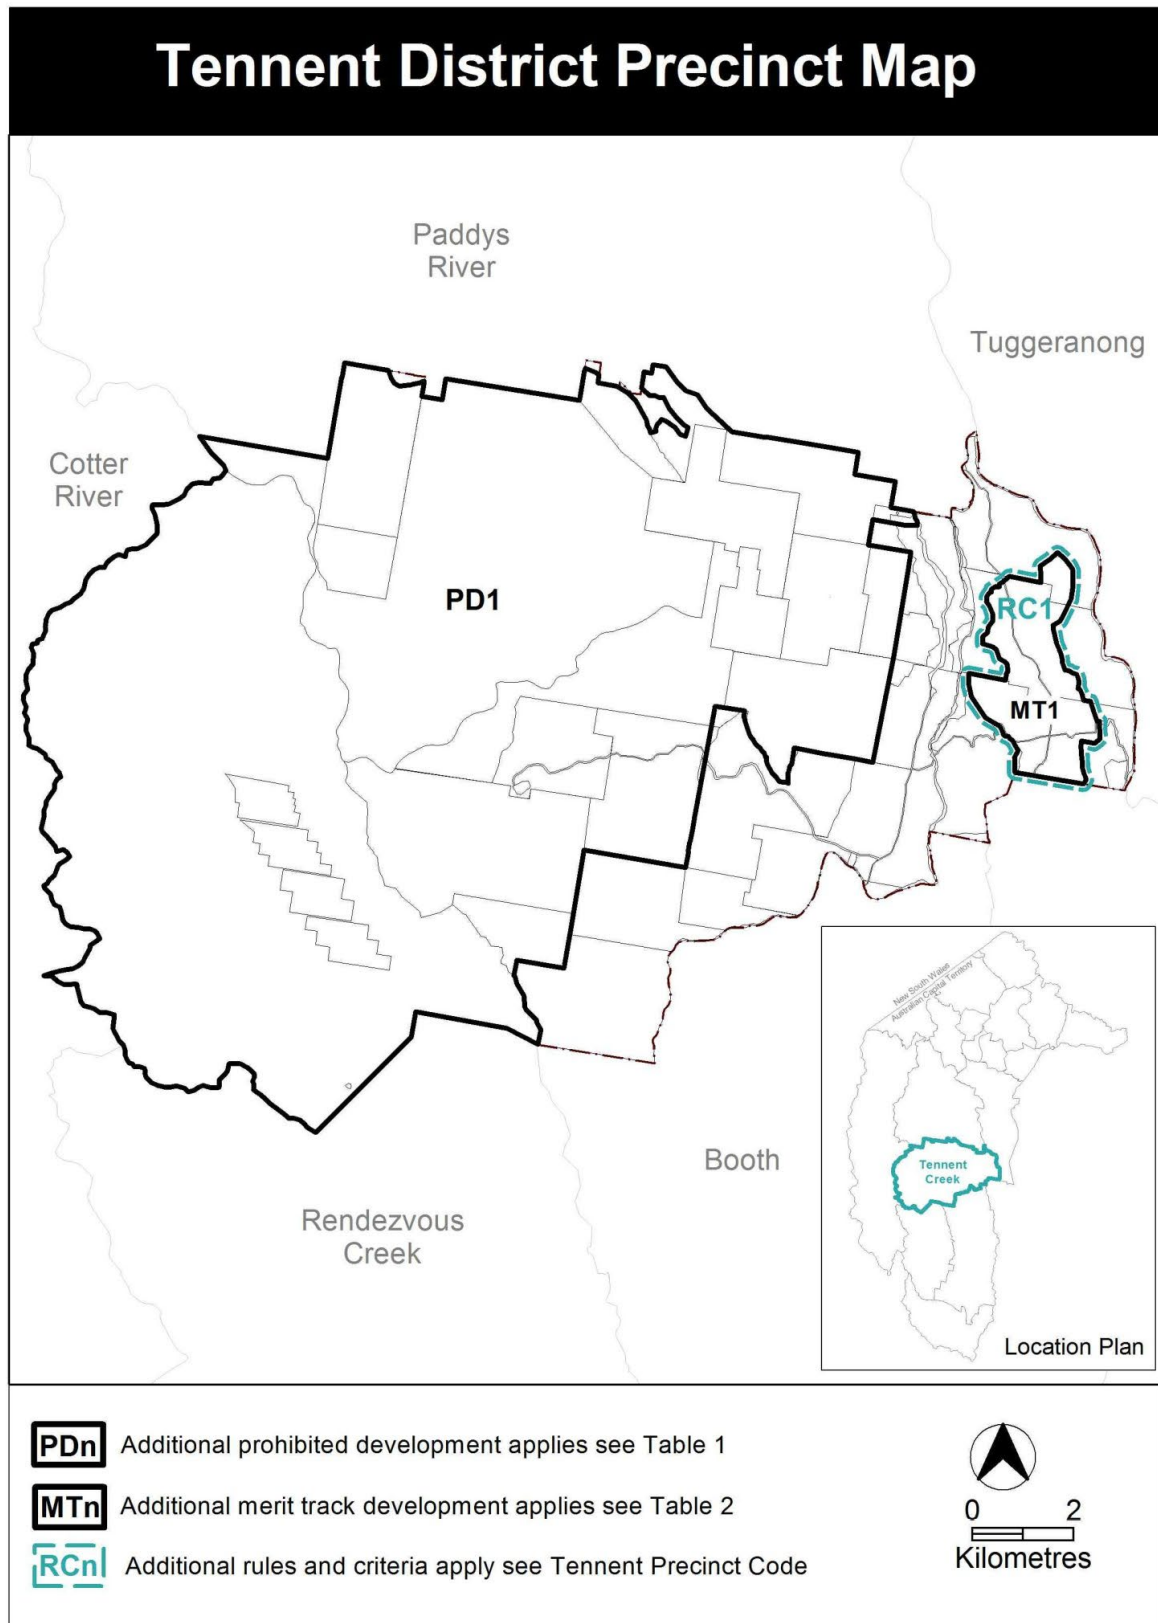 Tennent District Precinct Map
Paddys
River
Tuggeranong
Cotter
River
PD1
RC1
MT1
New South Wales
Australian Capital Territory
Tennent
Creek
Booth
Rendezvous
Creek
Location Plan
PDn Additional prohibited development applies see Table 1
MTn Additional merit track development applies see Table 2
RCn Additional rules and criteria apply see Tennent Precinct Code
0 2
Kilometres